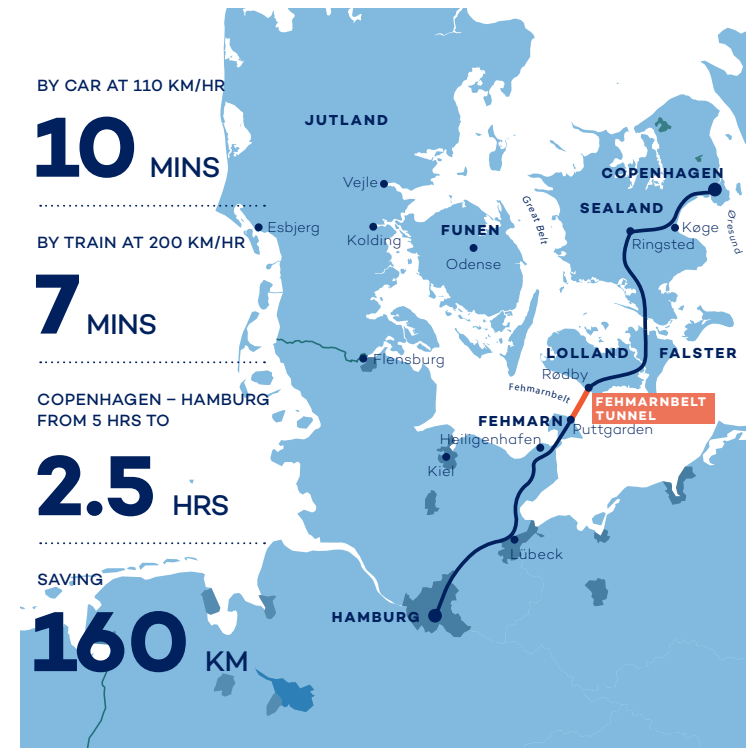 BY CAR AT 110 KM/HR
10 MINS
BY TRAIN AT 200 KM/HR
7 MINS
COPENHAGEN – HAMBURG
FROM 5 HRS TO
2.5 HRS
SAVING
160 KM
JUTLAND
Vejle
Esbjerg
Kolding
FUNEN
Odense
Great Belt
COPENHAGEN
SEALAND
Køge
Ringsted
Øresund
Flensburg
LOLLAND
FALSTER
Rødby
Fehmarnbelt
FEHMARNBELT
TUNNEL
FEHMARN
Puttgarden
Heiligenhafen
Kiel
Lübeck
HAMBURG